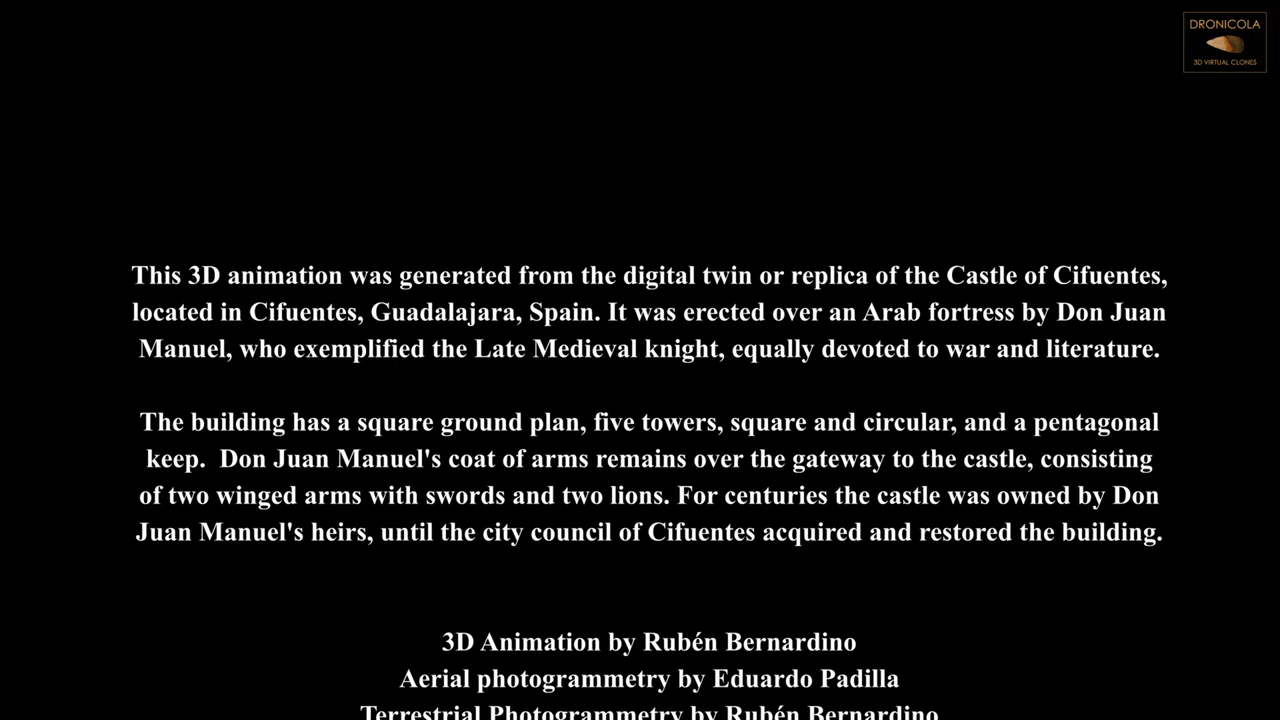 DRONICOLA
3D VIRTUAL CLONES
This 3D animation was generated from the digital twin or replica of the Castle of Cifuentes,
located in Cifuentes, Guadalajara, Spain. It was erected over an Arab fortress by Don Juan
Manuel, who exemplified the Late Medieval knight, equally devoted to war and literature.
The building has a square ground plan, five towers, square and circular, and a pentagonal
keep.  Don Juan Manuel's coat of arms remains over the gateway to the castle, consisting
of two winged arms with swords and two lions. For centuries the castle was owned by Don
Juan Manuel's heirs, until the city council of Cifuentes acquired and restored the building.
3D Animation by Rubén Bernardino
Aerial photogrammetry by Eduardo Padilla
Terrestrial Photogrammetry by Rubén Bernardino